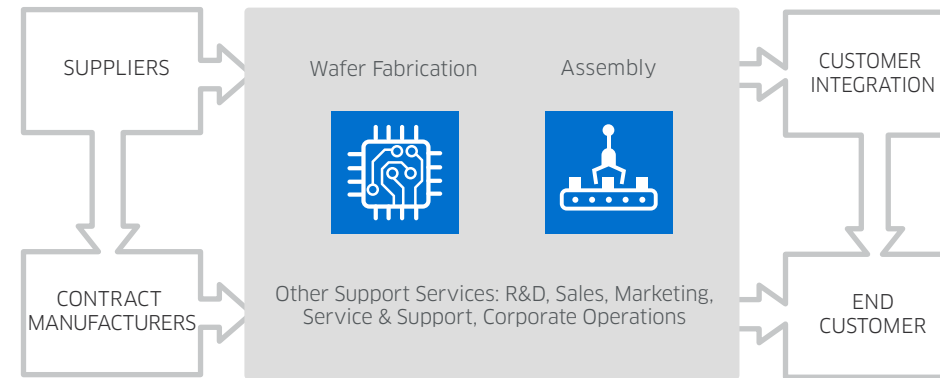 SUPPLIERS
Wafer Fabrication
Assembly
CUSTOMER
INTEGRATION
CONTRACT
MANUFACTURERS
Other Support Services: R&D, Sales, Marketing,
Service & Support, Corporate Operations
END
CUSTOMER